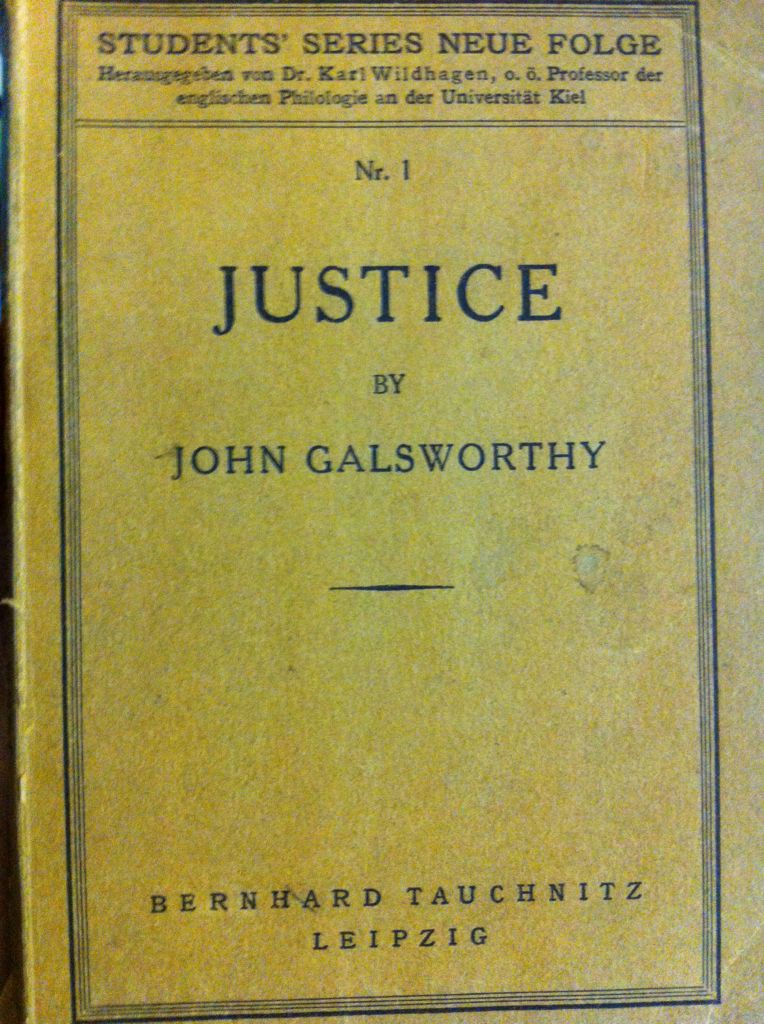 STUDENTS' SERIES NEUE FOLGE
Herausgegeben von Dr. Karl Wildhagen, o. ö. Professor der
englischen Philologie an der Universität Kiel
Nr. 1
JUSTICE
BY
JOHN GALSWORTHY
BERNHARD TAUCHNITZ
LEIPZIG